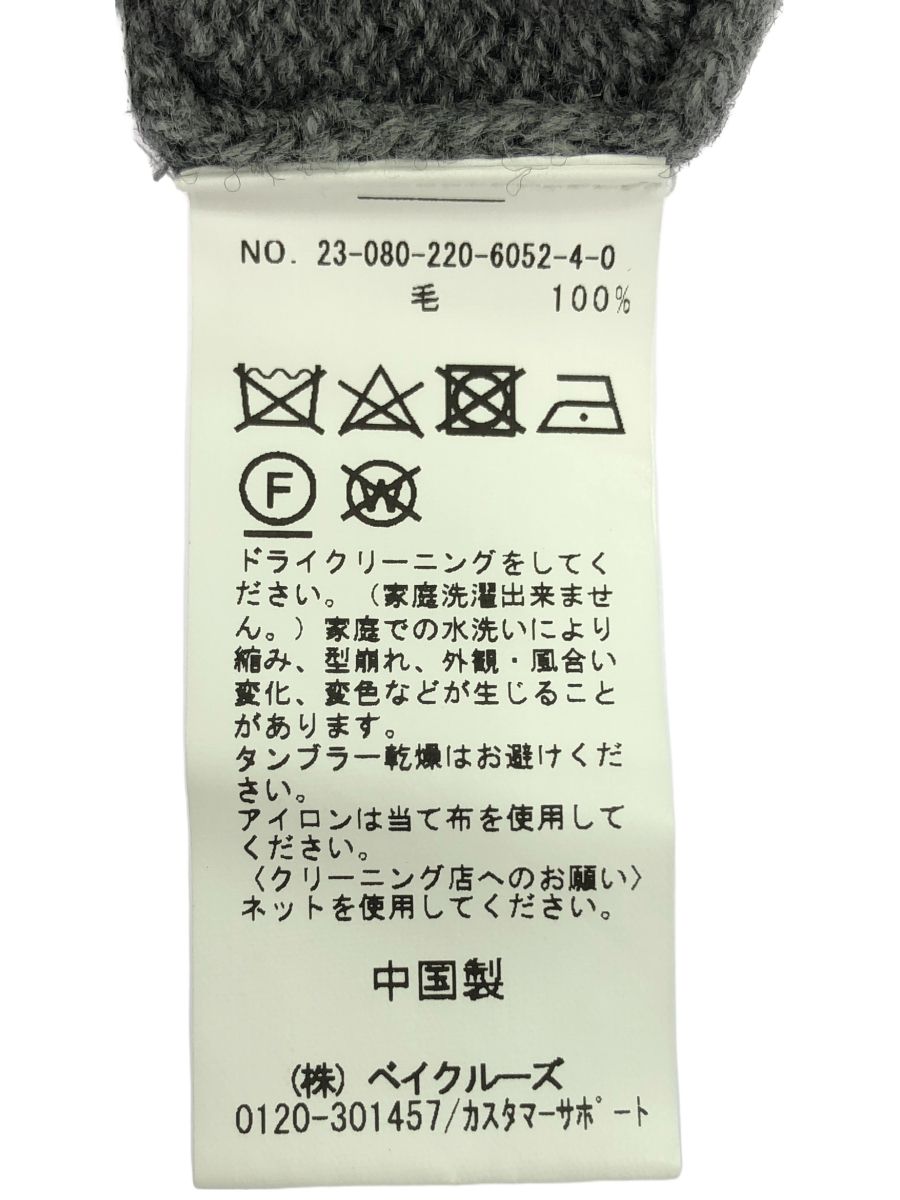 NO. 23-080-220-6052-4-0
毛 100%
F
W
ドライクリーニングをしてく
ださい。（家庭洗濯出来ませ
ん。）家庭での水洗いにより
縮み、型崩れ、外観・風合い
変化、変色などが生じること
があります。
タンブラー乾燥はお避けくだ
さい。
アイロンは当て布を使用して
ください。
〈クリーニング店へのお願い〉
ネットを使用してください。
中国製
(株) ベイクルーズ
0120-301457/カスタマーサポート